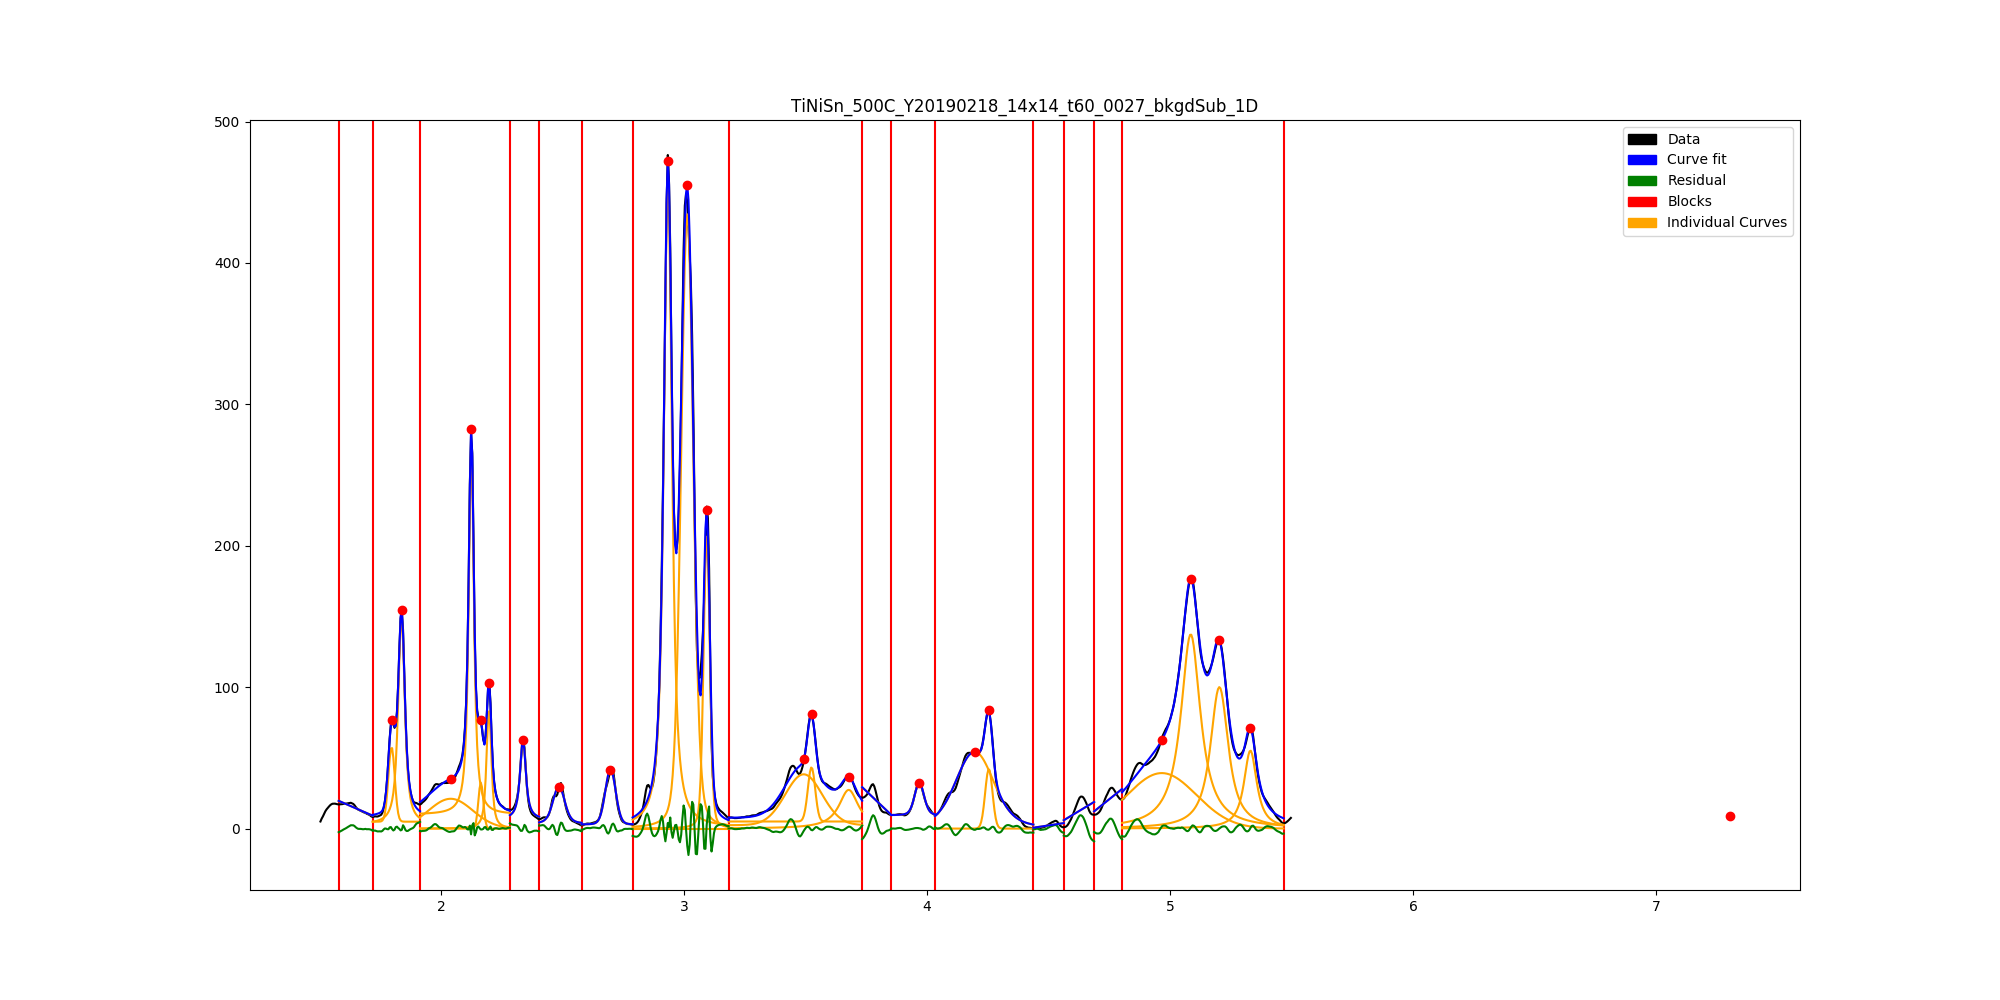 TiNiSn_500C_Y20190218_14x14_t60_0027_bkgdSub_1D
500
400
300
200
100
0
2 3 4 5 6 7
Data
Curve fit
Residual
Blocks
Individual Curves